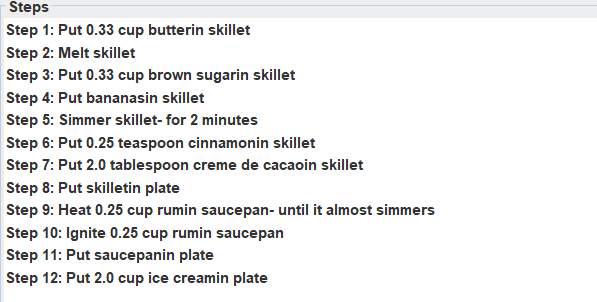 Steps
Step 1: Put 0.33 cup butterin skillet
Step 2: Melt skillet
Step 3: Put 0.33 cup brown sugarin skillet
Step 4: Put bananasin skillet
Step 5: Simmer skillet- for 2 minutes
Step 6: Put 0.25 teaspoon cinnamonin skillet
Step 7: Put 2.0 tablespoon creme de cacaoin skillet
Step 8: Put skilletin plate
Step 9: Heat 0.25 cup rumin saucepan- until it almost simmers
Step 10: Ignite 0.25 cup rumin saucepan
Step 11: Put saucepanin plate
Step 12: Put 2.0 cup ice creamin plate